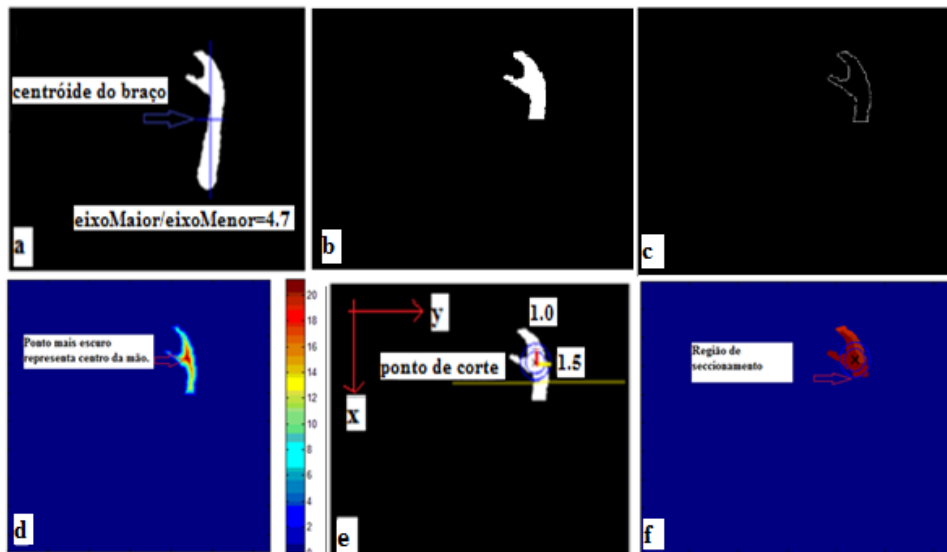 centróide do braço
eixoMaior/eixoMenor=4.7
a
b
c
Ponto mais escuro
representa centro da mão.
d
20
18
16
14
12
10
8
6
4
2
0
y
x
1.0
1.5
ponto de corte
e
Região de
seccionamento
f